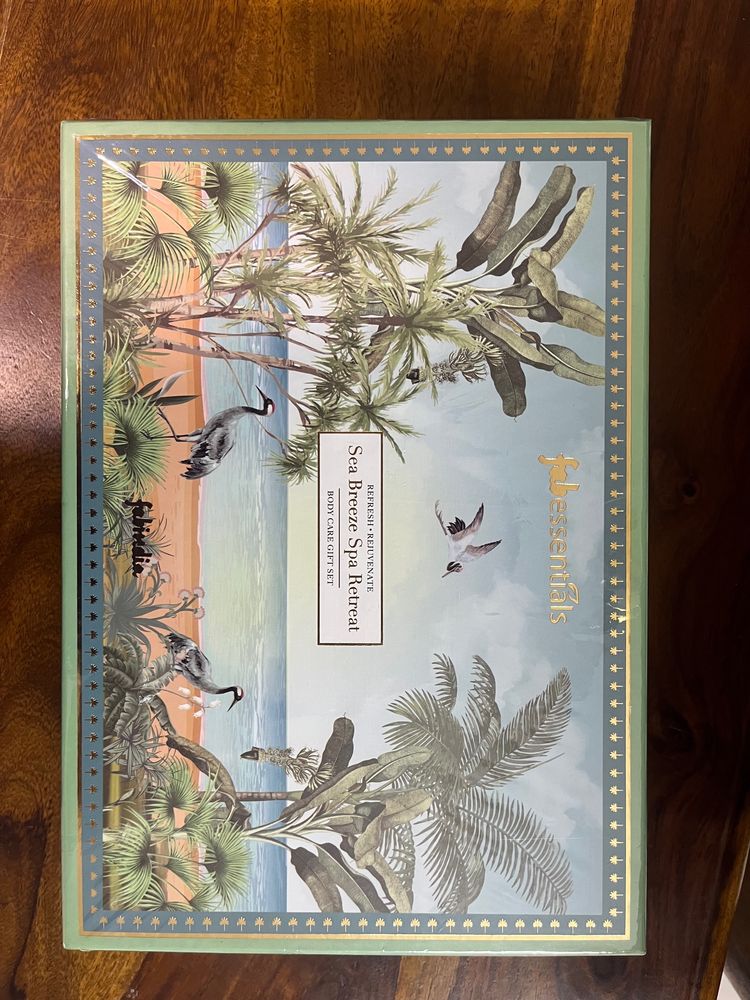 fabessentials
REFRESH • REJUVENATE
Sea Breeze Spa Retreat
BODY CARE GIFT SET
fabindia